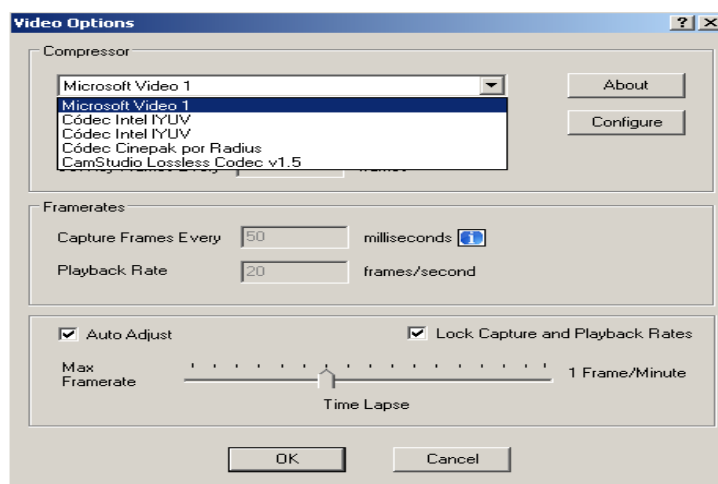 Video Options
Compressor
Microsoft Video 1
About
Microsoft Video 1
Códec Intel IYUV
Códec Intel IYUV
Configure
Códec Cinepak por Radius
CamStudio Lossless Codec v1.5
Framerates
Capture Frames Every 50 milliseconds
Playback Rate 20 frames/second
Auto Adjust
Lock Capture and Playback Rates
Max
Framerate
1 Frame/Minute
Time Lapse
OK
Cancel